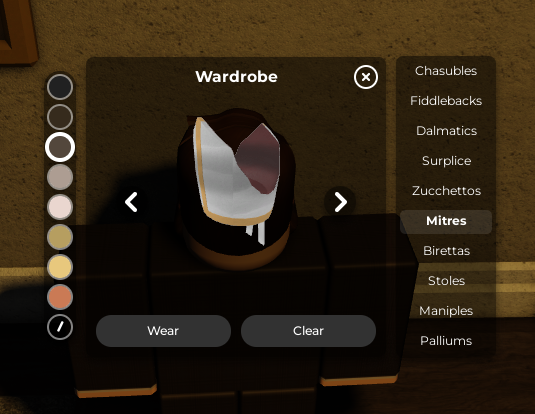 Wardrobe
Wear
Clear
Chasubles
Fiddlebacks
Dalmatics
Surplice
Zucchettos
Mitres
Birettas
Stoles
Maniples
Palliums